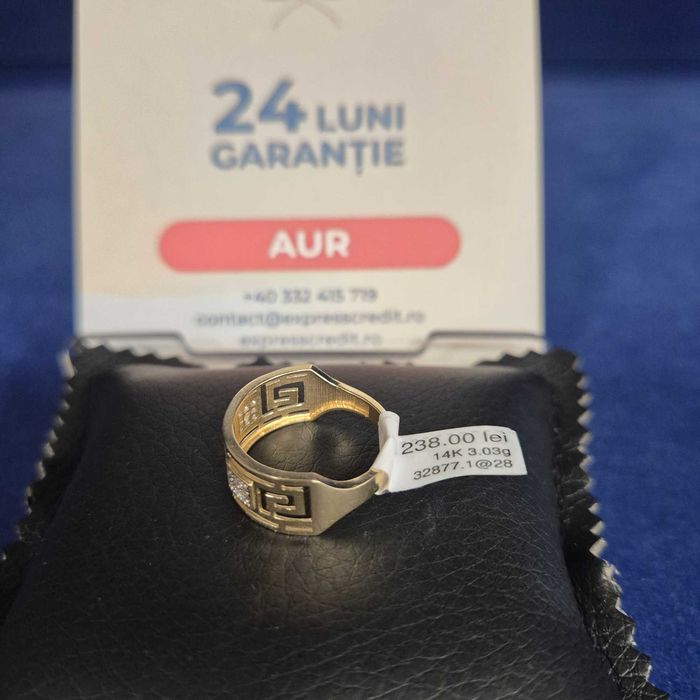 24 LUNI
GARANȚIE
AUR
+40 332 415 719
contact@expresscredit.ro
expresscredit.ro
238.00 lei
14K 3.03g
32877.1@28